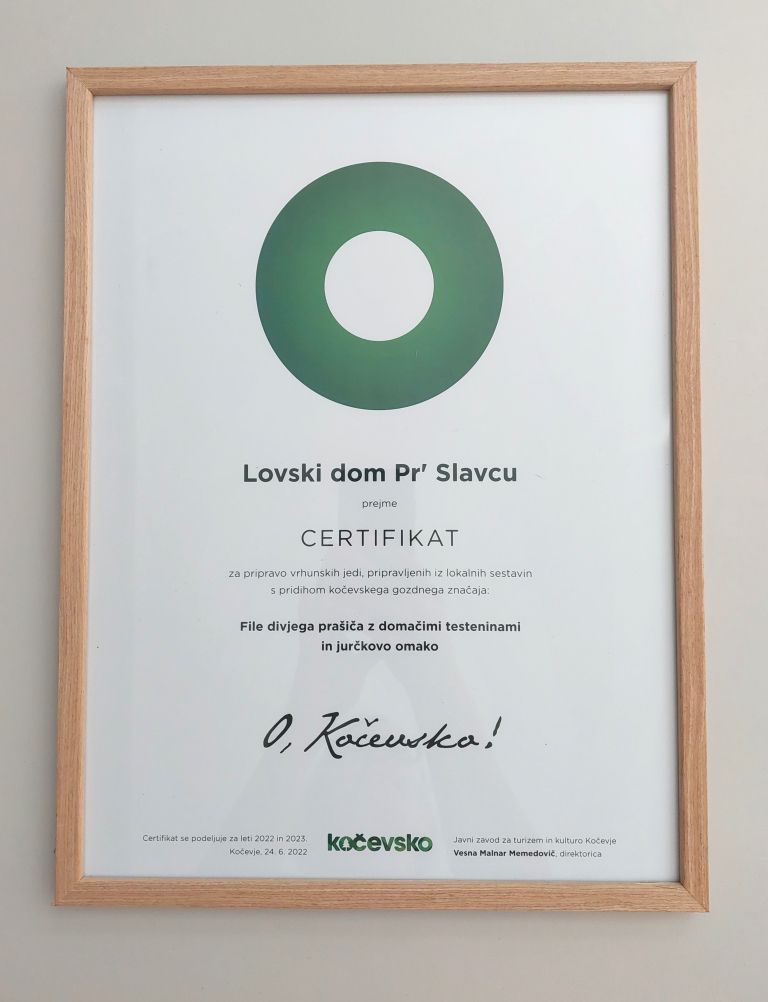 Lovski dom Pr' Slavcu
prejme
CERTIFIKAT
za pripravo vrhunskih jedi, pripravljenih iz lokalnih sestavin
s pridihom kočevskega gozdnega značaja:
File divjega prašiča z domačimi testeninami
in jurčkovo omako
O, Kočevsko!
Certifikat se podeljuje za leti 2022 in 2023.
Kočevje, 24. 6. 2022
kočevsko
Javni zavod za turizem in kulturo Kočevje
Vesna Malnar Memedovič, direktorica